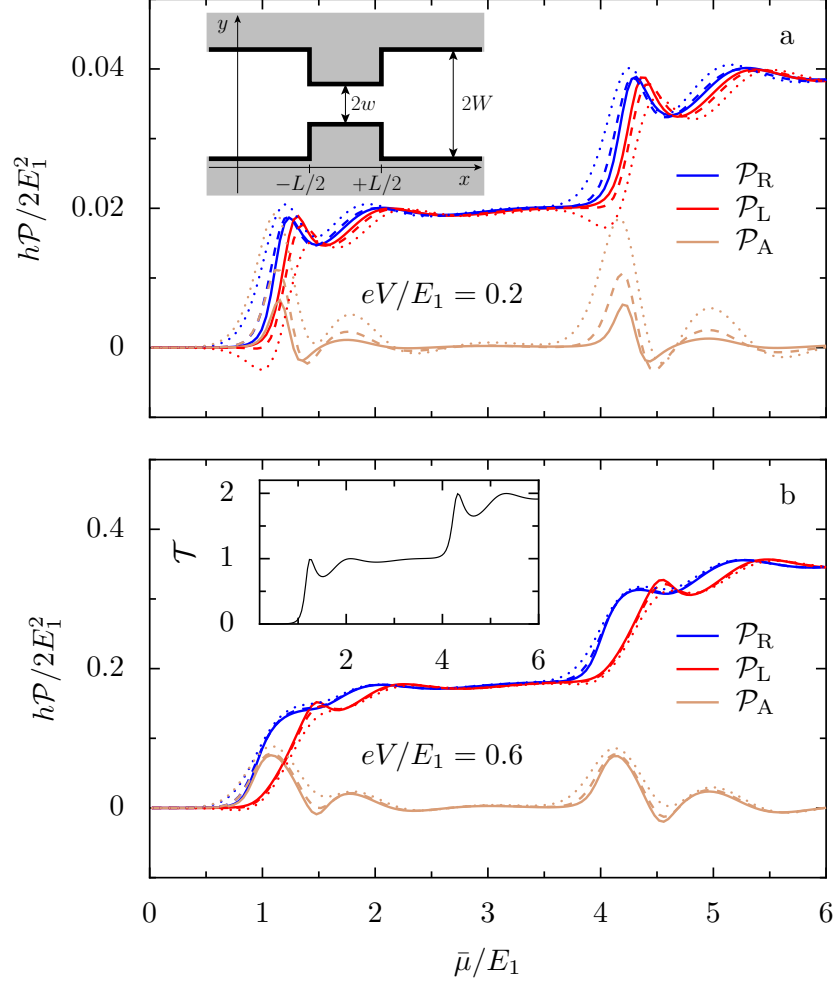 a
y
2w
2W
−L/2
+L/2
x
0.04
0.02
0
hP/2E₁²
P_R
P_L
P_A
eV/E₁ = 0.2
b
0.4
0.2
0
hP/2E₁²
2
1
0
T
2 4 6
P_R
P_L
P_A
eV/E₁ = 0.6
0 1 2 3 4 5 6
μ̄/E₁